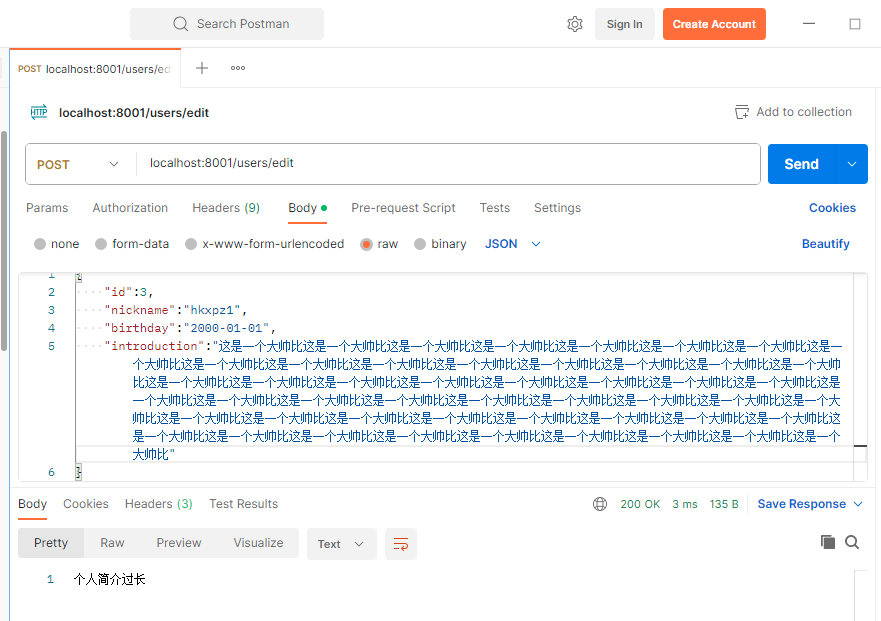 Search Postman
Sign In
Create Account
POST localhost:8001/users/ed
HTTP localhost:8001/users/edit
Add to collection
POST
localhost:8001/users/edit
Send
Params
Authorization
Headers (9)
Body
Pre-request Script
Tests
Settings
Cookies
none
form-data
x-www-form-urlencoded
raw
binary
JSON
Beautify
1 {
2 "id":3,
3 "nickname":"hkxpz1",
4 "birthday":"2000-01-01",
5 "introduction":"这是一个大帅比这是一个大帅比这是一个大帅比这是一个大帅比这是一个大帅比这是一个大帅比这是一个大帅比这是一
个大帅比这是一个大帅比这是一个大帅比这是一个大帅比这是一个大帅比这是一个大帅比这是一个大帅比这是一个大帅比这是一个大帅
比这是一个大帅比这是一个大帅比这是一个大帅比这是一个大帅比这是一个大帅比这是一个大帅比这是一个大帅比这是一个大帅比这是
一个大帅比这是一个大帅比这是一个大帅比这是一个大帅比这是一个大帅比这是一个大帅比这是一个大帅比这是一个大帅比这是一个大
帅比这是一个大帅比这是一个大帅比这是一个大帅比这是一个大帅比这是一个大帅比这是一个大帅比这是一个大帅比这是一个大帅比这
是一个大帅比这是一个大帅比这是一个大帅比这是一个大帅比这是一个大帅比这是一个大帅比这是一个大帅比这是一个大帅比这是一个
大帅比"
6 }
Body
Cookies
Headers (3)
Test Results
200 OK
3 ms
135 B
Save Response
Pretty
Raw
Preview
Visualize
Text
1 个人简介过长